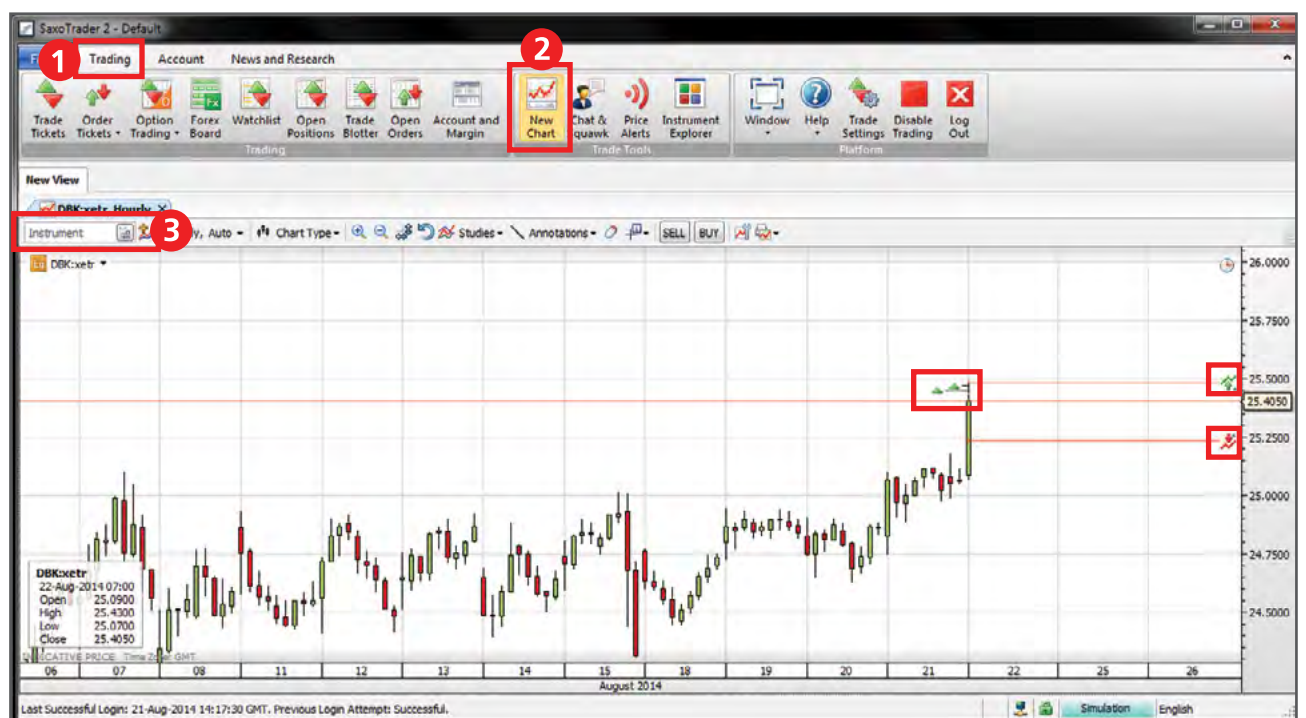 SaxoTrader 2 - Default
1 Trading Account News and Research
2
Trade Tickets
Order Tickets
Option Trading
Forex Board
Watchlist
Open Positions
Trade Blotter
Open Orders
Account and Margin
New Chart
Chat & Squawk
Price Alerts
Instrument Explorer
Window
Help
Trade Settings
Disable Trading
Log Out
Trading
Trade Tools
Platform
New View
DBK:xetr, Hourly X
Instrument 3 y, Auto Chart Type Studies Annotations SELL BUY
DBK:xetr
26.0000
25.7500
25.5000
25.4050
25.2500
25.0000
24.7500
24.5000
DBK:xetr
22-Aug-2014 07:00
Open 25.0900
High 25.4300
Low 25.0700
Close 25.4050
INDICATIVE PRICE Time Zone: GMT
06 07 08 11 12 13 14 15 18 19 20 21 22 25 26
August 2014
Last Successful Login: 21-Aug-2014 14:17:30 GMT. Previous Login Attempt: Successful.
Simulation English